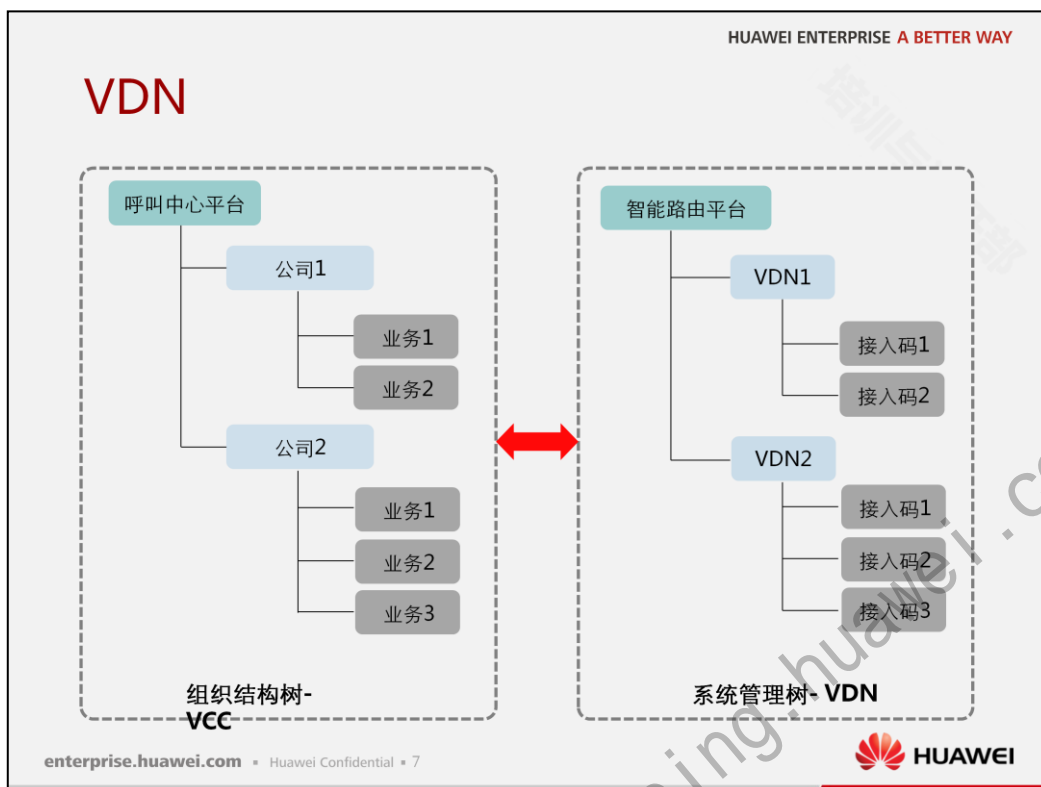 HUAWEI ENTERPRISE A BETTER WAY
VDN
呼叫中心平台
公司1
业务1
业务2
公司2
业务1
业务2
业务3
组织结构树-
VCC
智能路由平台
VDN1
接入码1
接入码2
VDN2
接入码1
接入码2
接入码3
系统管理树- VDN
enterprise.huawei.com ▪ Huawei Confidential ▪ 7
HUAWEI